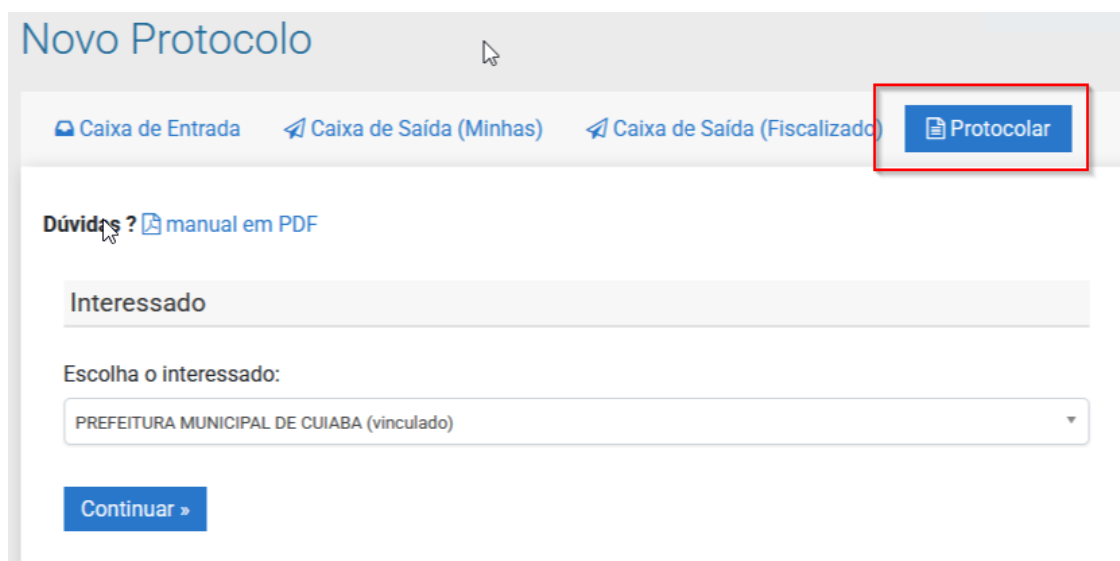 Novo Protocolo
Caixa de Entrada Caixa de Saída (Minhas) Caixa de Saída (Fiscalizado) Protocolar
Dúvidas ? manual em PDF
Interessado
Escolha o interessado:
PREFEITURA MUNICIPAL DE CUIABA (vinculado)
Continuar »